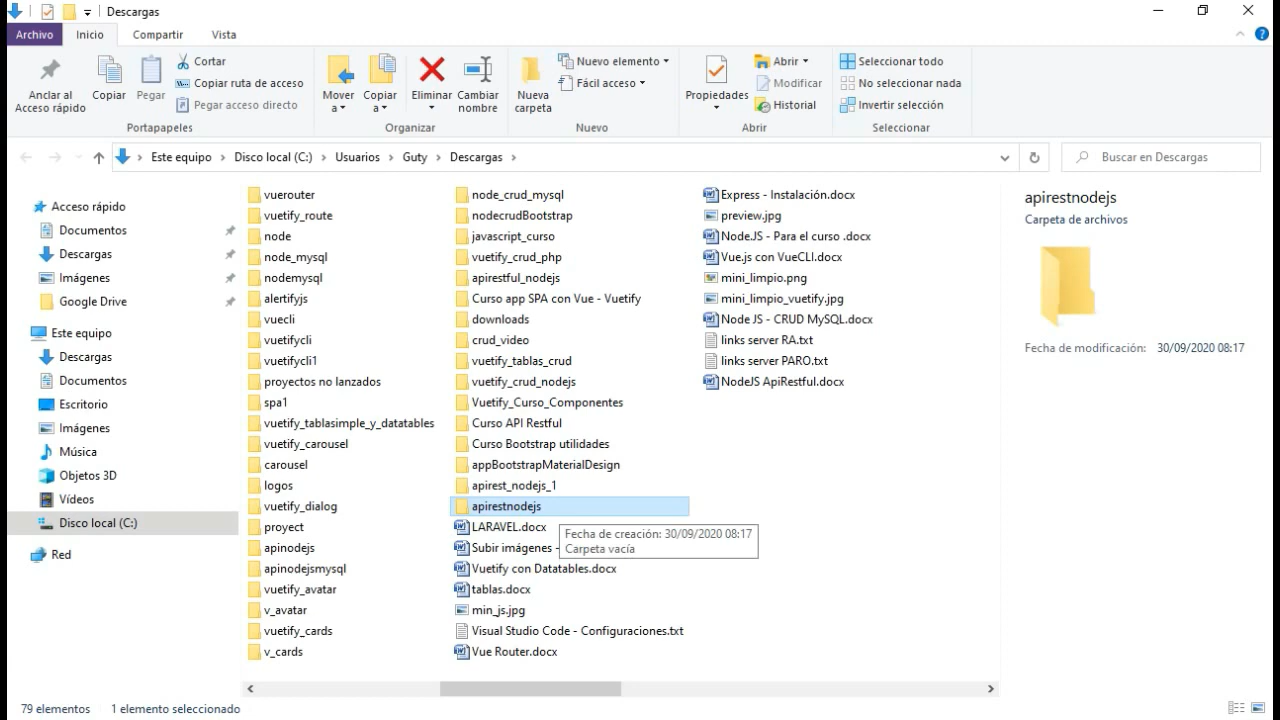 Descargas
Archivo
Inicio
Compartir
Vista
Anclar al
Acceso rápido
Copiar
Pegar
Cortar
Copiar ruta de acceso
Pegar acceso directo
Portapapeles
Mover
a
Copiar
a
Eliminar
Cambiar
nombre
Organizar
Nueva
carpeta
Nuevo elemento
Fácil acceso
Nuevo
Propiedades
Abrir
Modificar
Historial
Abrir
Seleccionar todo
No seleccionar nada
Invertir selección
Seleccionar
Este equipo > Disco local (C:) > Usuarios > Guty > Descargas >
Buscar en Descargas
Acceso rápido
Documentos
Descargas
Imágenes
Google Drive
Este equipo
Descargas
Documentos
Escritorio
Imágenes
Música
Objetos 3D
Vídeos
Disco local (C:)
Red
vuerouter
vuetify_route
node
node_mysql
nodemysql
alertifyjs
vuecli
vuetifycli
vuetifycli1
proyectos no lanzados
spa1
vuetify_tablasimple_y_datatables
vuetify_carousel
carousel
logos
vuetify_dialog
proyect
apinodejs
apinodejsmysql
vuetify_avatar
v_avatar
vuetify_cards
v_cards
node_crud_mysql
nodecrudBootstrap
javascript_curso
vuetify_crud_php
apirestful_nodejs
Curso app SPA con Vue - Vuetify
downloads
crud_video
vuetify_tablas_crud
vuetify_crud_nodejs
Vuetify_Curso_Componentes
Curso API Restful
Curso Bootstrap utilidades
appBootstrapMaterialDesign
apirest_nodejs_1
apirestnodejs
LARAVEL.docx
Subir imágenes -
Vuetify con Datatables.docx
tablas.docx
min_js.jpg
Visual Studio Code - Configuraciones.txt
Vue Router.docx
Fecha de creación: 30/09/2020 08:17
Carpeta vacía
Express - Instalación.docx
preview.jpg
Node.JS - Para el curso .docx
Vue.js con VueCLI.docx
mini_limpio.png
mini_limpio_vuetify.jpg
Node JS - CRUD MySQL.docx
links server RA.txt
links server PARO.txt
NodeJS ApiRestful.docx
apirestnodejs
Carpeta de archivos
Fecha de modificación: 30/09/2020 08:17
79 elementos
1 elemento seleccionado